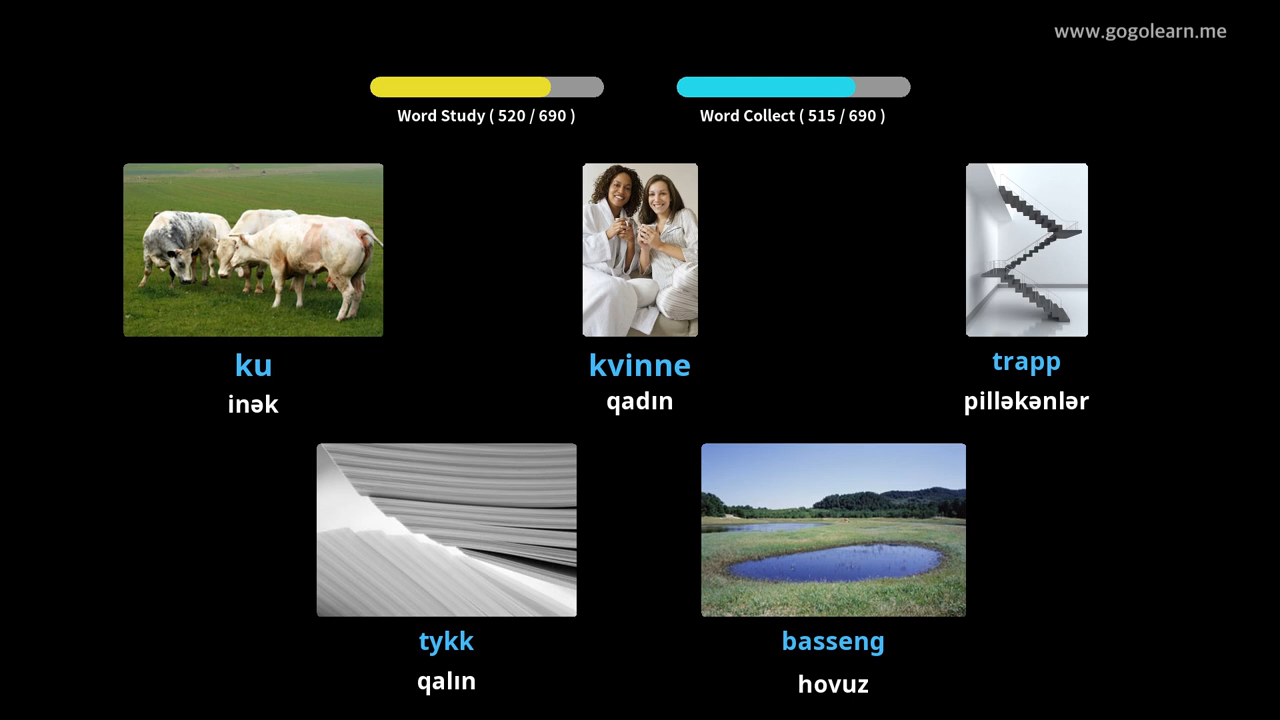 www.gogolearn.me
Word Study ( 520 / 690 )
Word Collect ( 515 / 690 )
ku
kvinne
trapp
inək
qadın
pilləkənlər
tykk
basseng
qalın
hovuz